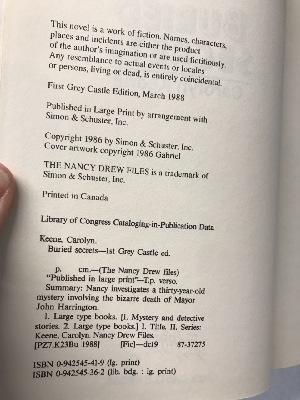 This novel is a work of fiction. Names, characters,
places and incidents are either the product
of the author's imagination or are used fictitiously.
Any resemblance to actual events or locales
or persons, living or dead, is entirely coincidental.
First Grey Castle Edition, March 1988
Published in Large Print by arrangement with
Simon & Schuster, Inc.
Copyright 1986 by Simon & Schuster, Inc.
Cover artwork copyright 1986 Gabriel
THE NANCY DREW FILES is a trademark of
Simon & Schuster, Inc.
Printed in Canada
Library of Congress Cataloging-in-Publication Data
Keene, Carolyn.
Buried secrets—1st Grey Castle ed.
p. cm.—(The Nancy Drew files)
"Published in large print"—T.p. verso.
Summary: Nancy investigates a thirty-year-old
mystery involving the bizarre death of Mayor
John Harrington.
1. Large type books. [1. Mystery and detective
stories. 2. Large type books.] I. Title. II. Series:
Keene, Carolyn. Nancy Drew Files.
[PZ7.K23Bu 1988] [Fic]—dc19 87-37275
ISBN 0-942545-41-9 (lg. print)
ISBN 0-942545-36-2 (lib. bdg. : lg. print)